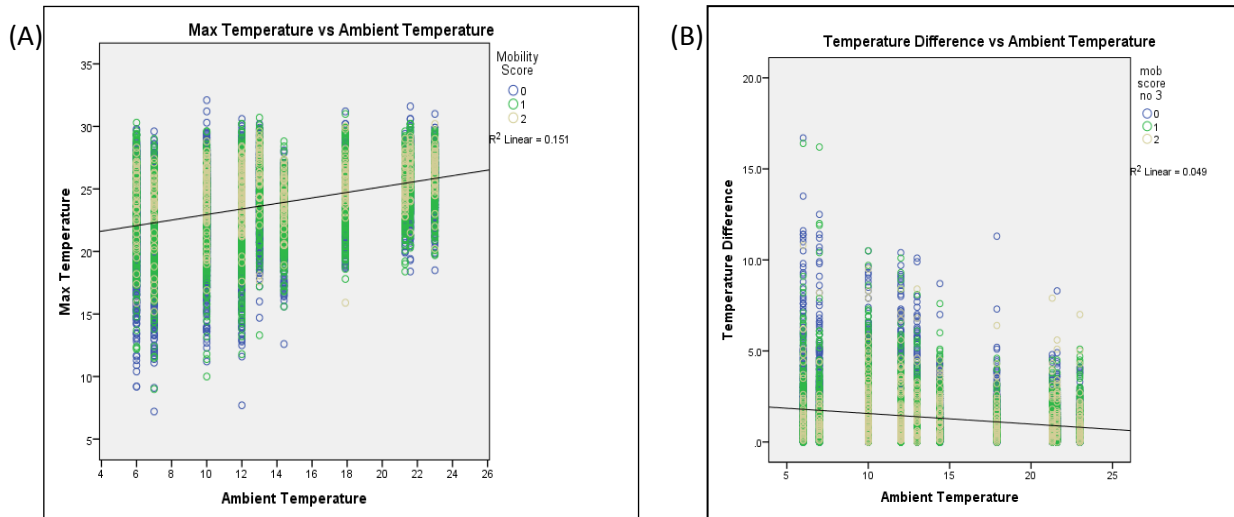 (A)
Max Temperature vs Ambient Temperature
Max Temperature
35
30
25
20
15
10
5
4 6 8 10 12 14 16 18 20 22 24 26
Ambient Temperature
Mobility
Score
0
1
2
R² Linear = 0.151
(B)
Temperature Difference vs Ambient Temperature
Temperature Difference
20.0
15.0
10.0
5.0
.0
5 10 15 20 25
Ambient Temperature
mob
score
no 3
0
1
2
R² Linear = 0.049